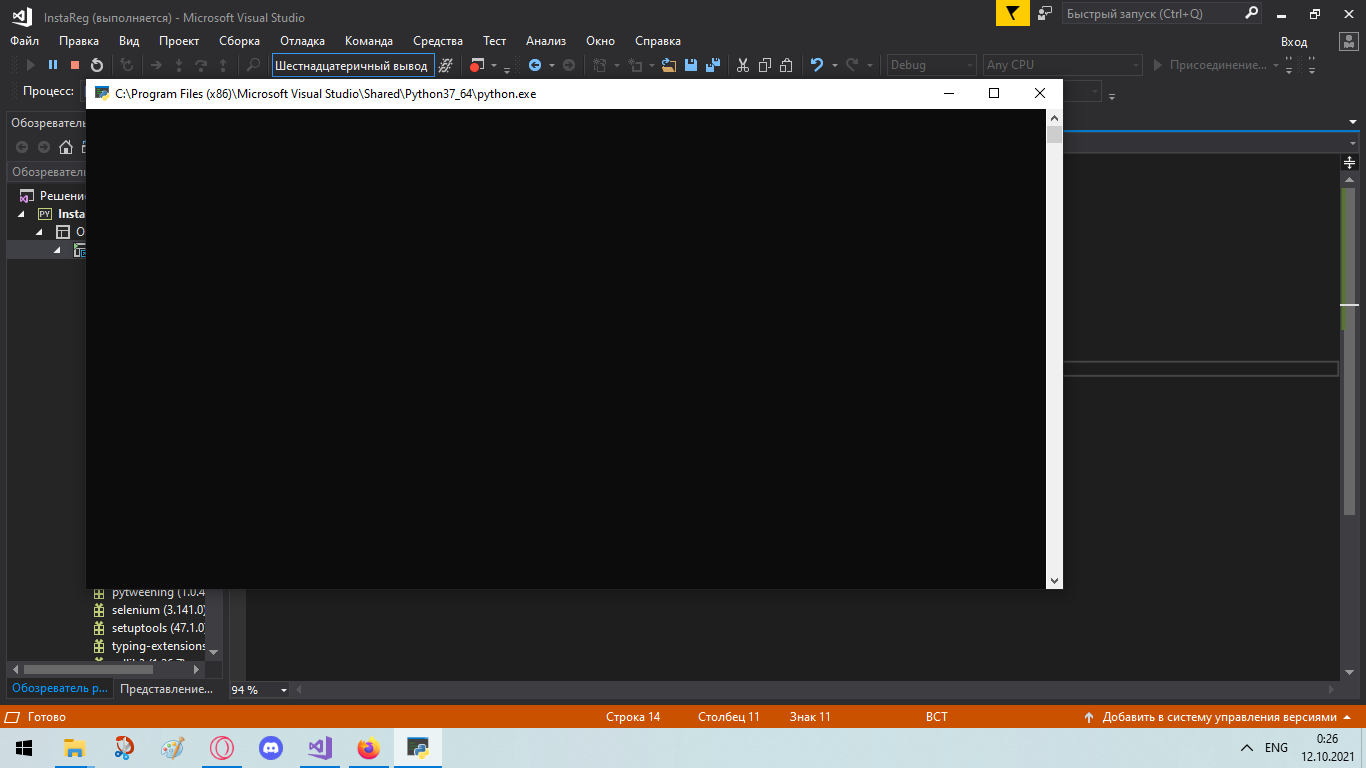 InstaReg (выполняется) - Microsoft Visual Studio
Быстрый запуск (Ctrl+Q)
Файл Правка Вид Проект Сборка Отладка Команда Средства Тест Анализ Окно Справка
Вход
Шестнадцатеричный вывод
Debug
Any CPU
Присоединение...
Процесс:
C:\Program Files (x86)\Microsoft Visual Studio\Shared\Python37_64\python.exe
Обозреватель
Обозреватель
Решение
PY Insta
О
pytweening (1.0.4
selenium (3.141.0)
setuptools (47.1.0)
typing-extensions
Обозреватель р... Представление...
94 %
Готово
Строка 14 Столбец 11 Знак 11 ВСТ
Добавить в систему управления версиями
ENG
0:26
12.10.2021